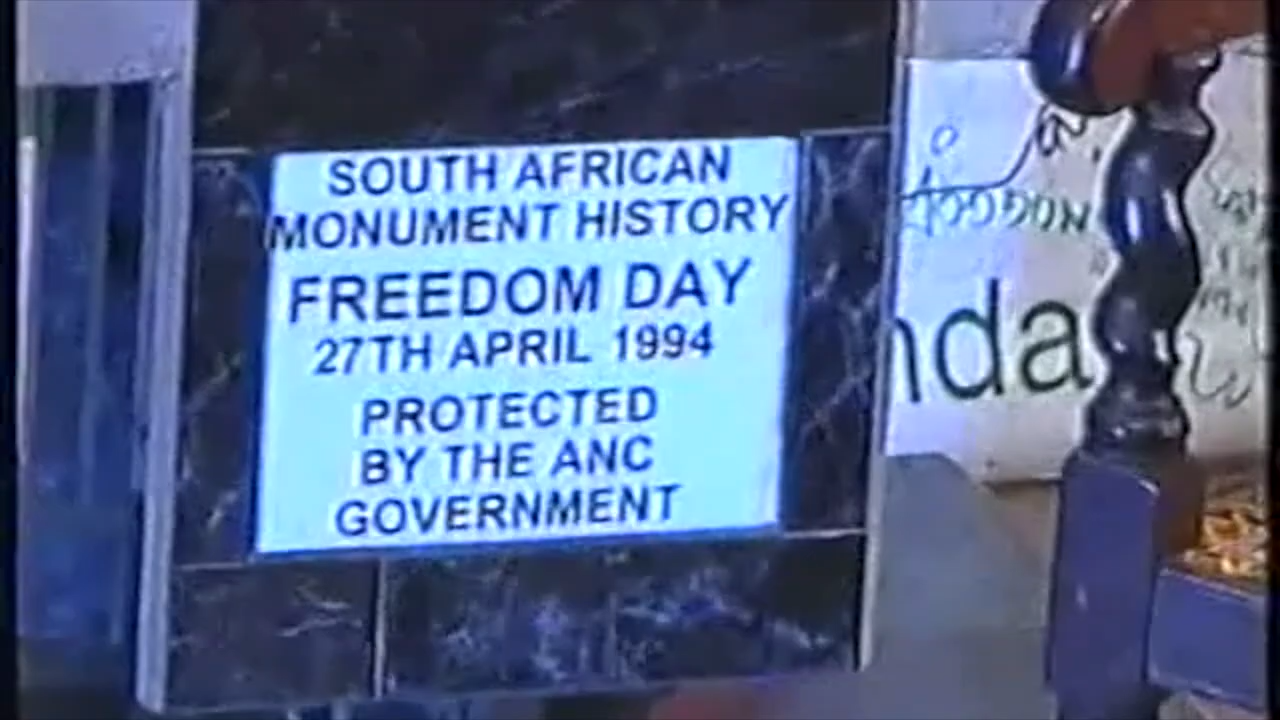 SOUTH AFRICAN
MONUMENT HISTORY
FREEDOM DAY
27TH APRIL 1994
PROTECTED
BY THE ANC
GOVERNMENT
nda